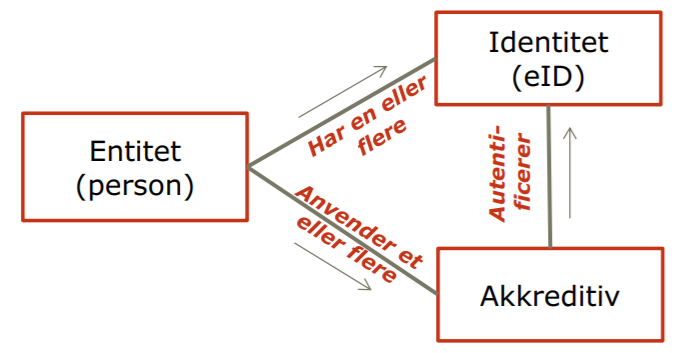 Identitet
(eID)
Har en eller
flere
Entitet
(person)
Autenti-
ficerer
Anvender et
eller flere
Akkreditiv